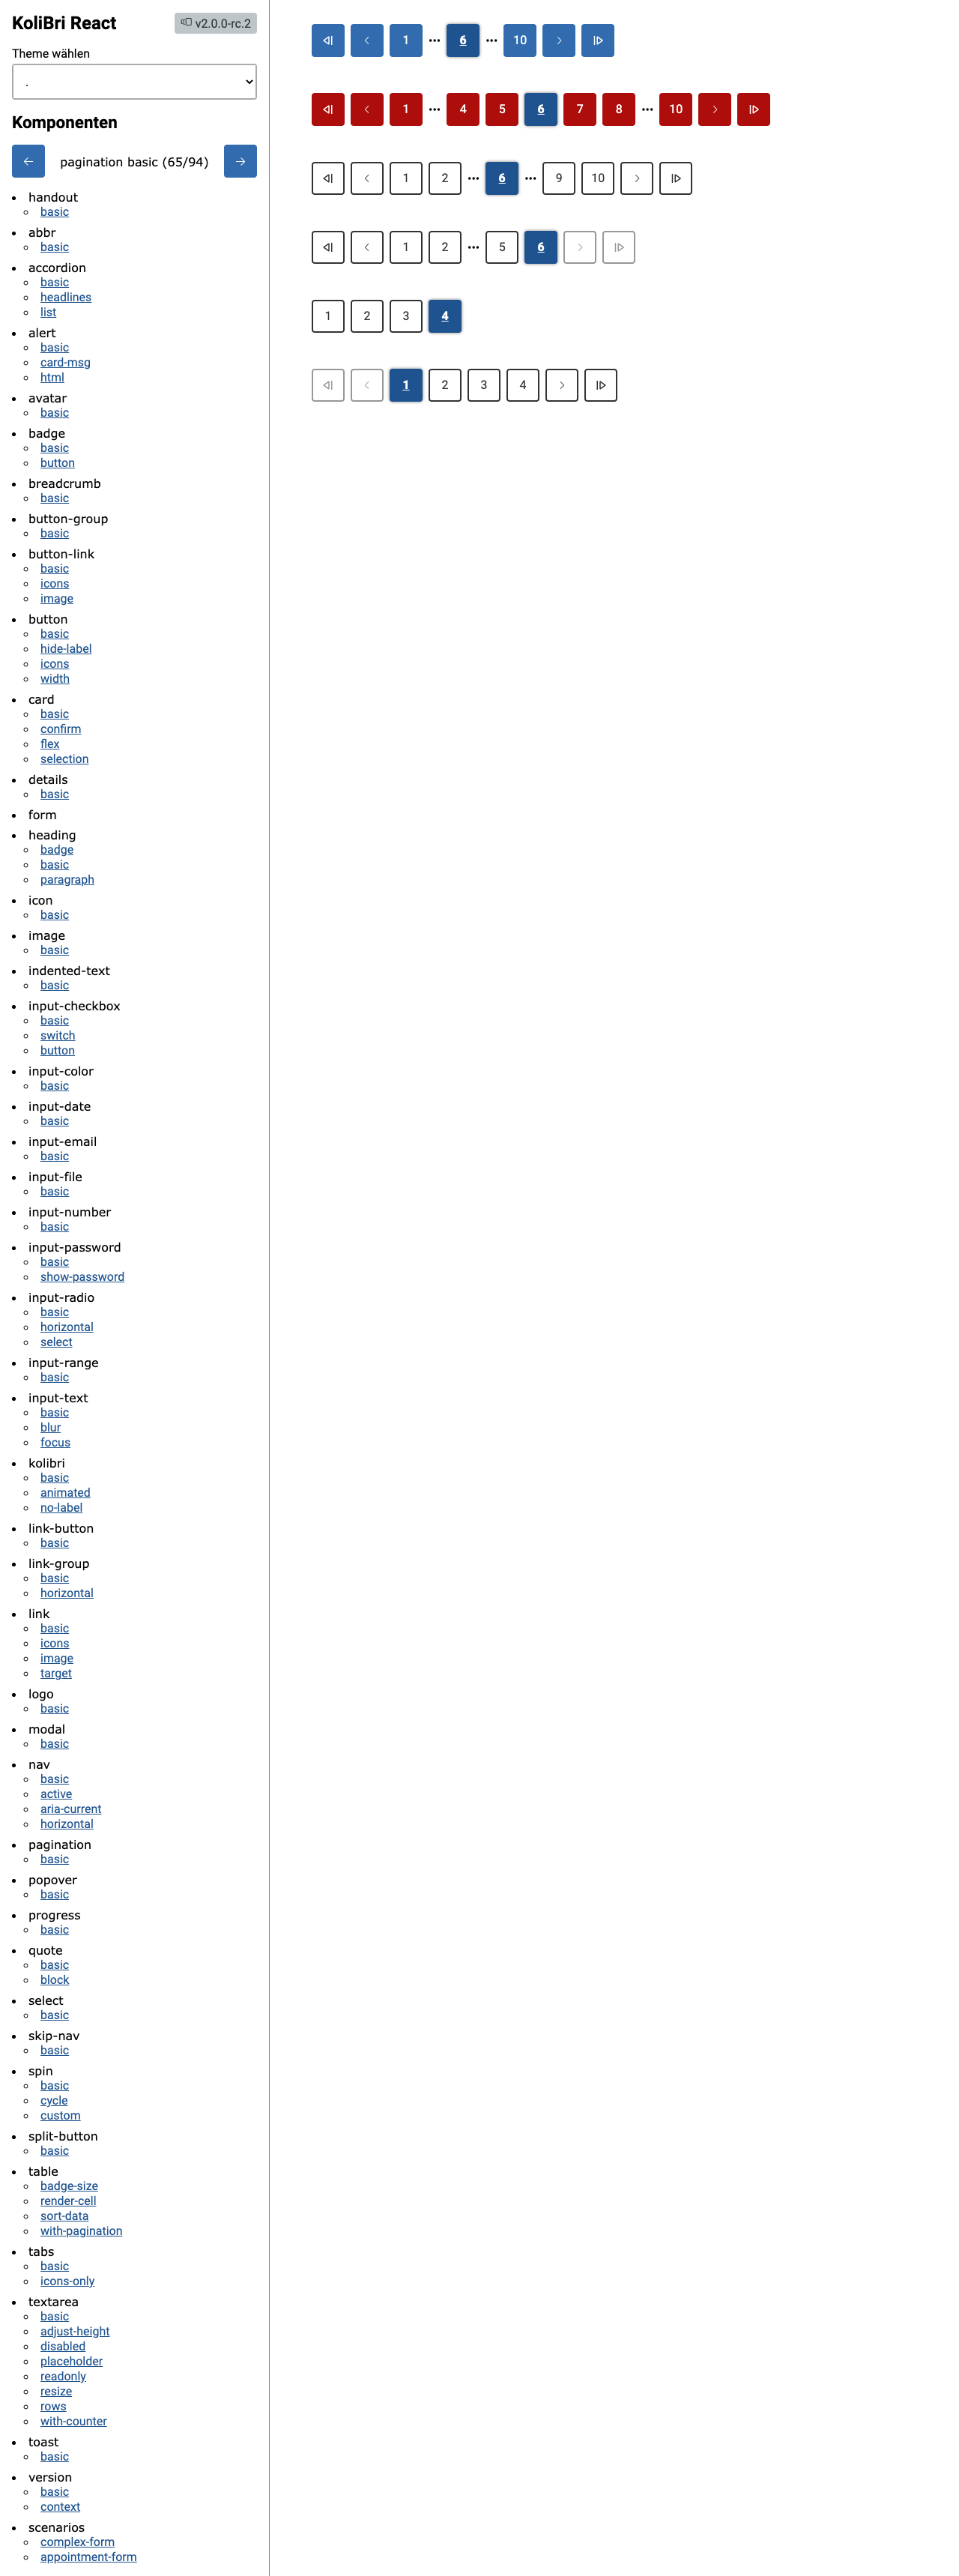 KoliBri React
v2.0.0-rc.2
Theme wählen
.
Komponenten
pagination basic (65/94)
handout
basic
abbr
basic
accordion
basic
headlines
list
alert
basic
card-msg
html
avatar
basic
badge
basic
button
breadcrumb
basic
button-group
basic
button-link
basic
icons
image
button
basic
hide-label
icons
width
card
basic
confirm
flex
selection
details
basic
form
heading
badge
basic
paragraph
icon
basic
image
basic
indented-text
basic
input-checkbox
basic
switch
button
input-color
basic
input-date
basic
input-email
basic
input-file
basic
input-number
basic
input-password
basic
show-password
input-radio
basic
horizontal
select
input-range
basic
input-text
basic
blur
focus
kolibri
basic
animated
no-label
link-button
basic
link-group
basic
horizontal
link
basic
icons
image
target
logo
basic
modal
basic
nav
basic
active
aria-current
horizontal
pagination
basic
popover
basic
progress
basic
quote
basic
block
select
basic
skip-nav
basic
spin
basic
cycle
custom
split-button
basic
table
badge-size
render-cell
sort-data
with-pagination
tabs
basic
icons-only
textarea
basic
adjust-height
disabled
placeholder
readonly
resize
rows
with-counter
toast
basic
version
basic
context
scenarios
complex-form
appointment-form
1 ••• 6 ••• 10
1 ••• 4 5 6 7 8 ••• 10
1 2 ••• 6 ••• 9 10
1 2 ••• 5 6
1 2 3 4
1 2 3 4